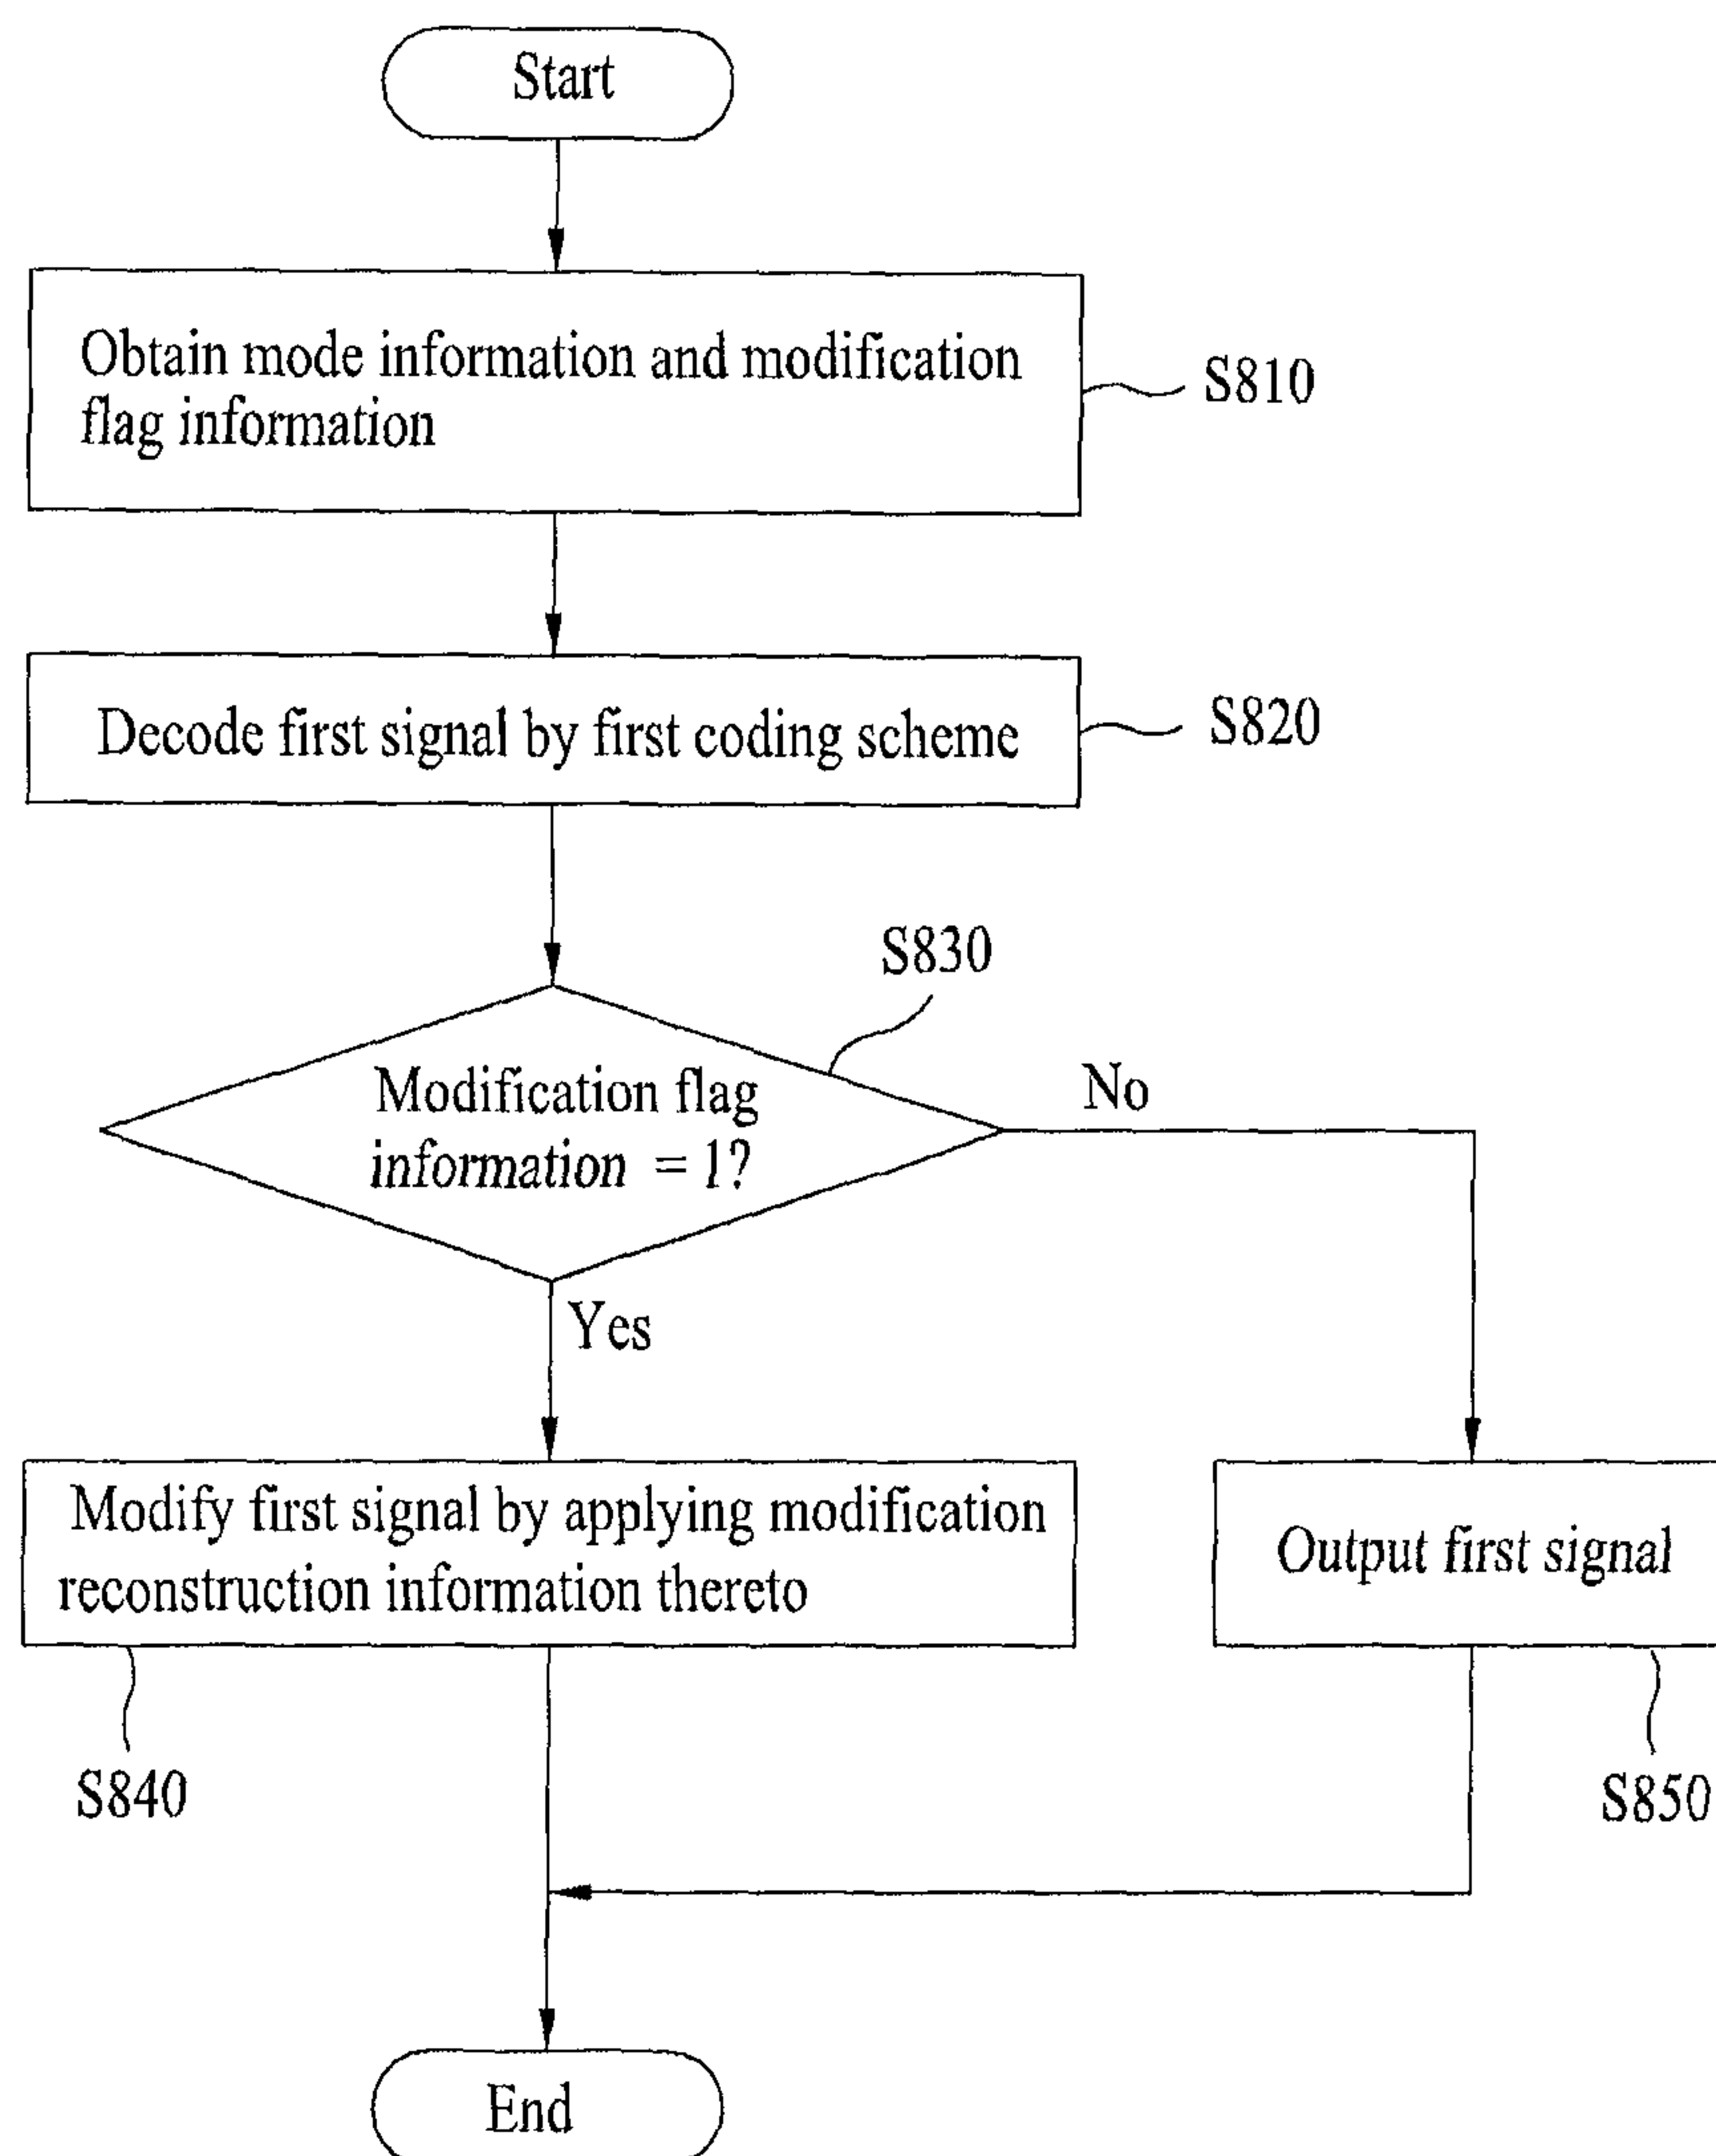 Start
Obtain mode information and modification
flag information
S810
Decode first signal by first coding scheme
S820
S830
Modification flag
information = 1?
No
Yes
Modify first signal by applying modification
reconstruction information thereto
Output first signal
S840
S850
End